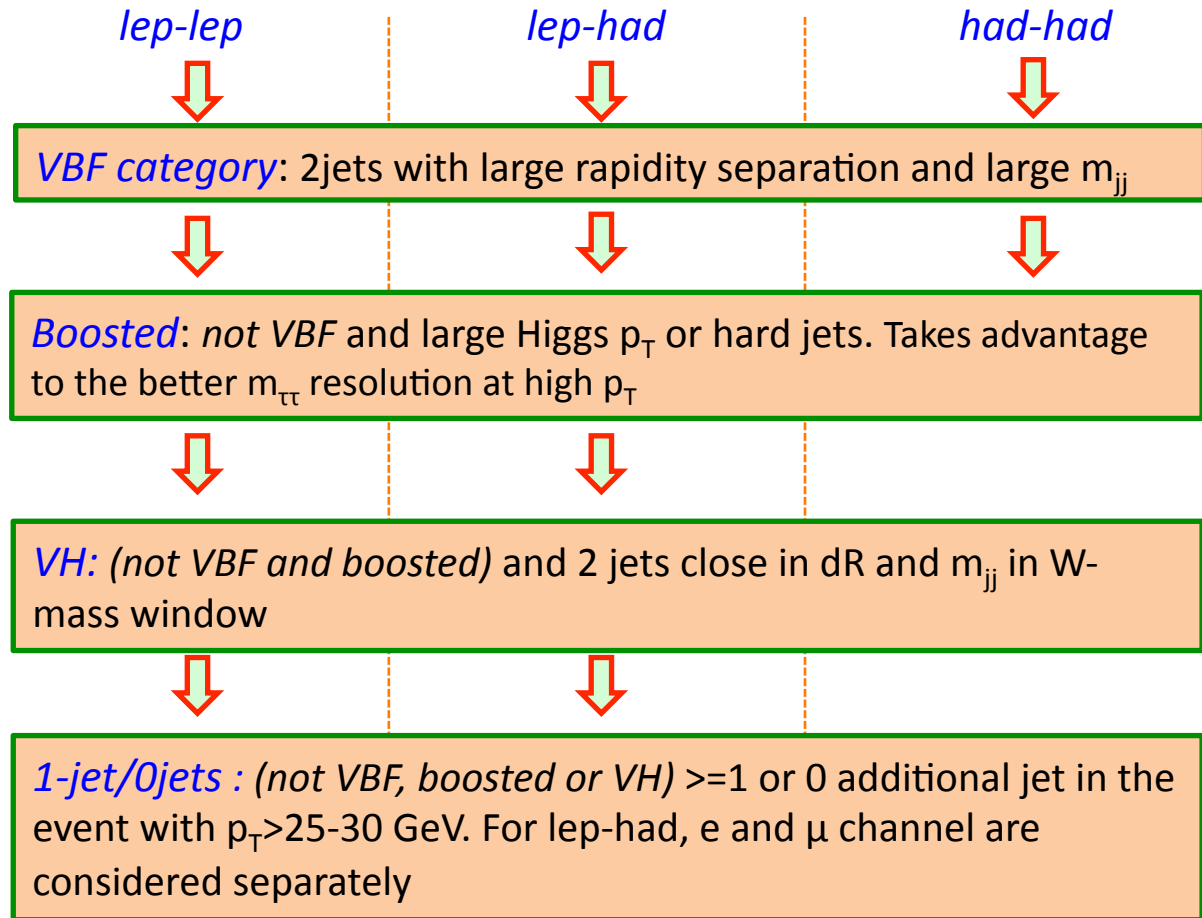 lep-lep lep-had had-had
VBF category: 2jets with large rapidity separation and large mjj
Boosted: not VBF and large Higgs pT or hard jets. Takes advantage
to the better mττ resolution at high pT
VH: (not VBF and boosted) and 2 jets close in dR and mjj in W-
mass window
1-jet/0jets : (not VBF, boosted or VH) >=1 or 0 additional jet in the
event with pT>25-30 GeV. For lep-had, e and μ channel are
considered separately